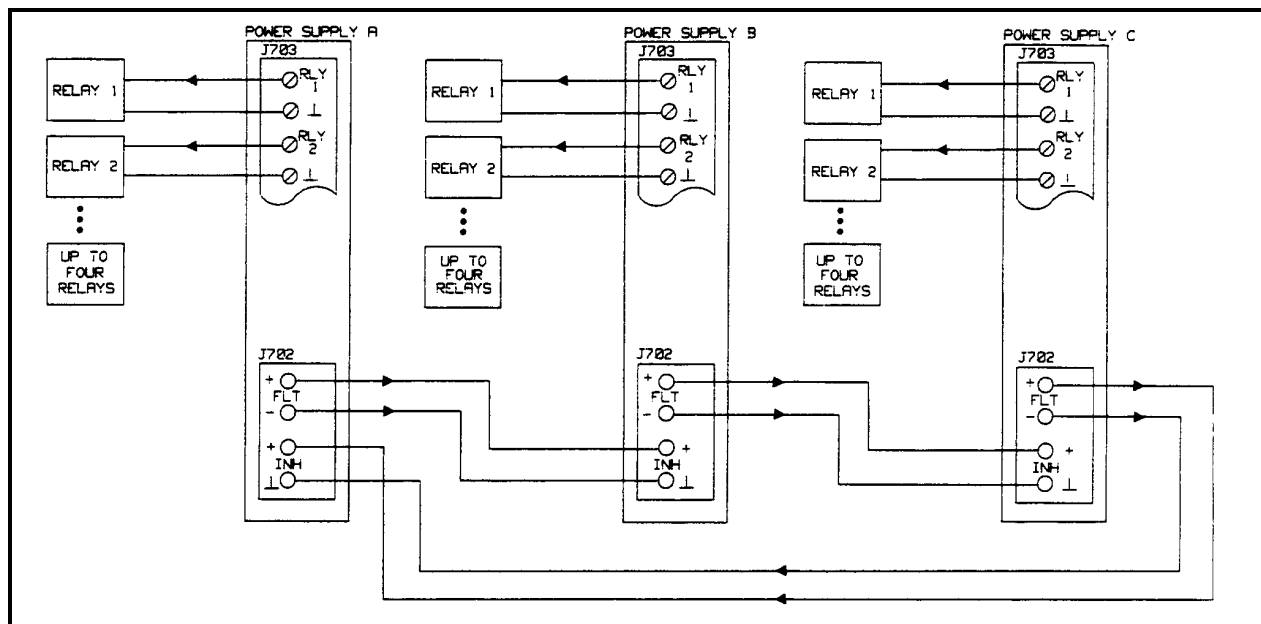 POWER SUPPLY A
J703
RLY
1
⊥
RLY
2
⊥
RELAY 1
RELAY 2
UP TO
FOUR
RELAYS
J702
+
FLT
-
+
INH
⊥
POWER SUPPLY B
J703
RLY
1
⊥
RLY
2
⊥
RELAY 1
RELAY 2
UP TO
FOUR
RELAYS
J702
+
FLT
-
+
INH
⊥
POWER SUPPLY C
J703
RLY
1
⊥
RLY
2
⊥
RELAY 1
RELAY 2
UP TO
FOUR
RELAYS
J702
+
FLT
-
+
INH
⊥